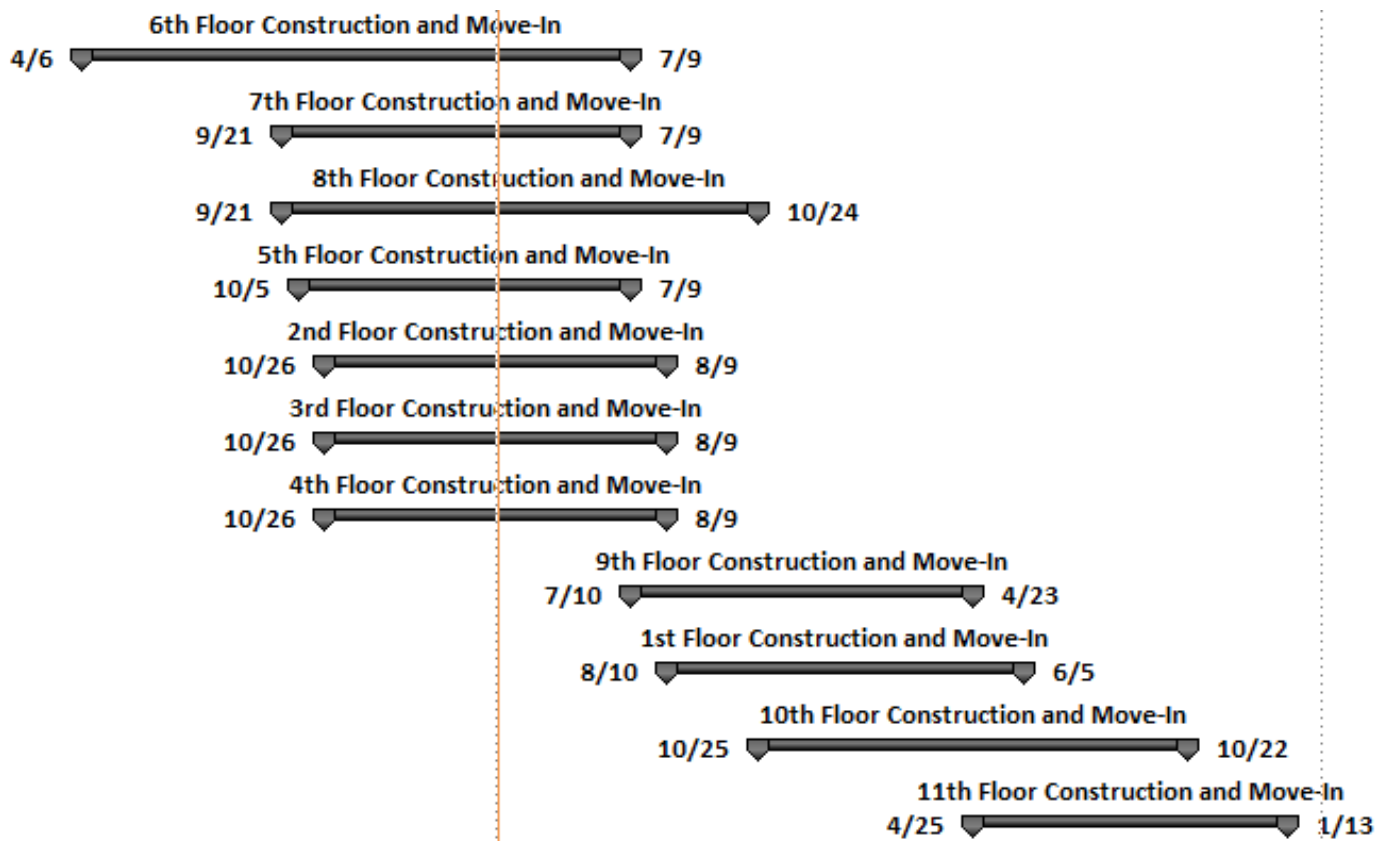 6th Floor Construction and Move-In
4/6 7/9
7th Floor Construction and Move-In
9/21 7/9
8th Floor Construction and Move-In
9/21 10/24
5th Floor Construction and Move-In
10/5 7/9
2nd Floor Construction and Move-In
10/26 8/9
3rd Floor Construction and Move-In
10/26 8/9
4th Floor Construction and Move-In
10/26 8/9
9th Floor Construction and Move-In
7/10 4/23
1st Floor Construction and Move-In
8/10 6/5
10th Floor Construction and Move-In
10/25 10/22
11th Floor Construction and Move-In
4/25 1/13